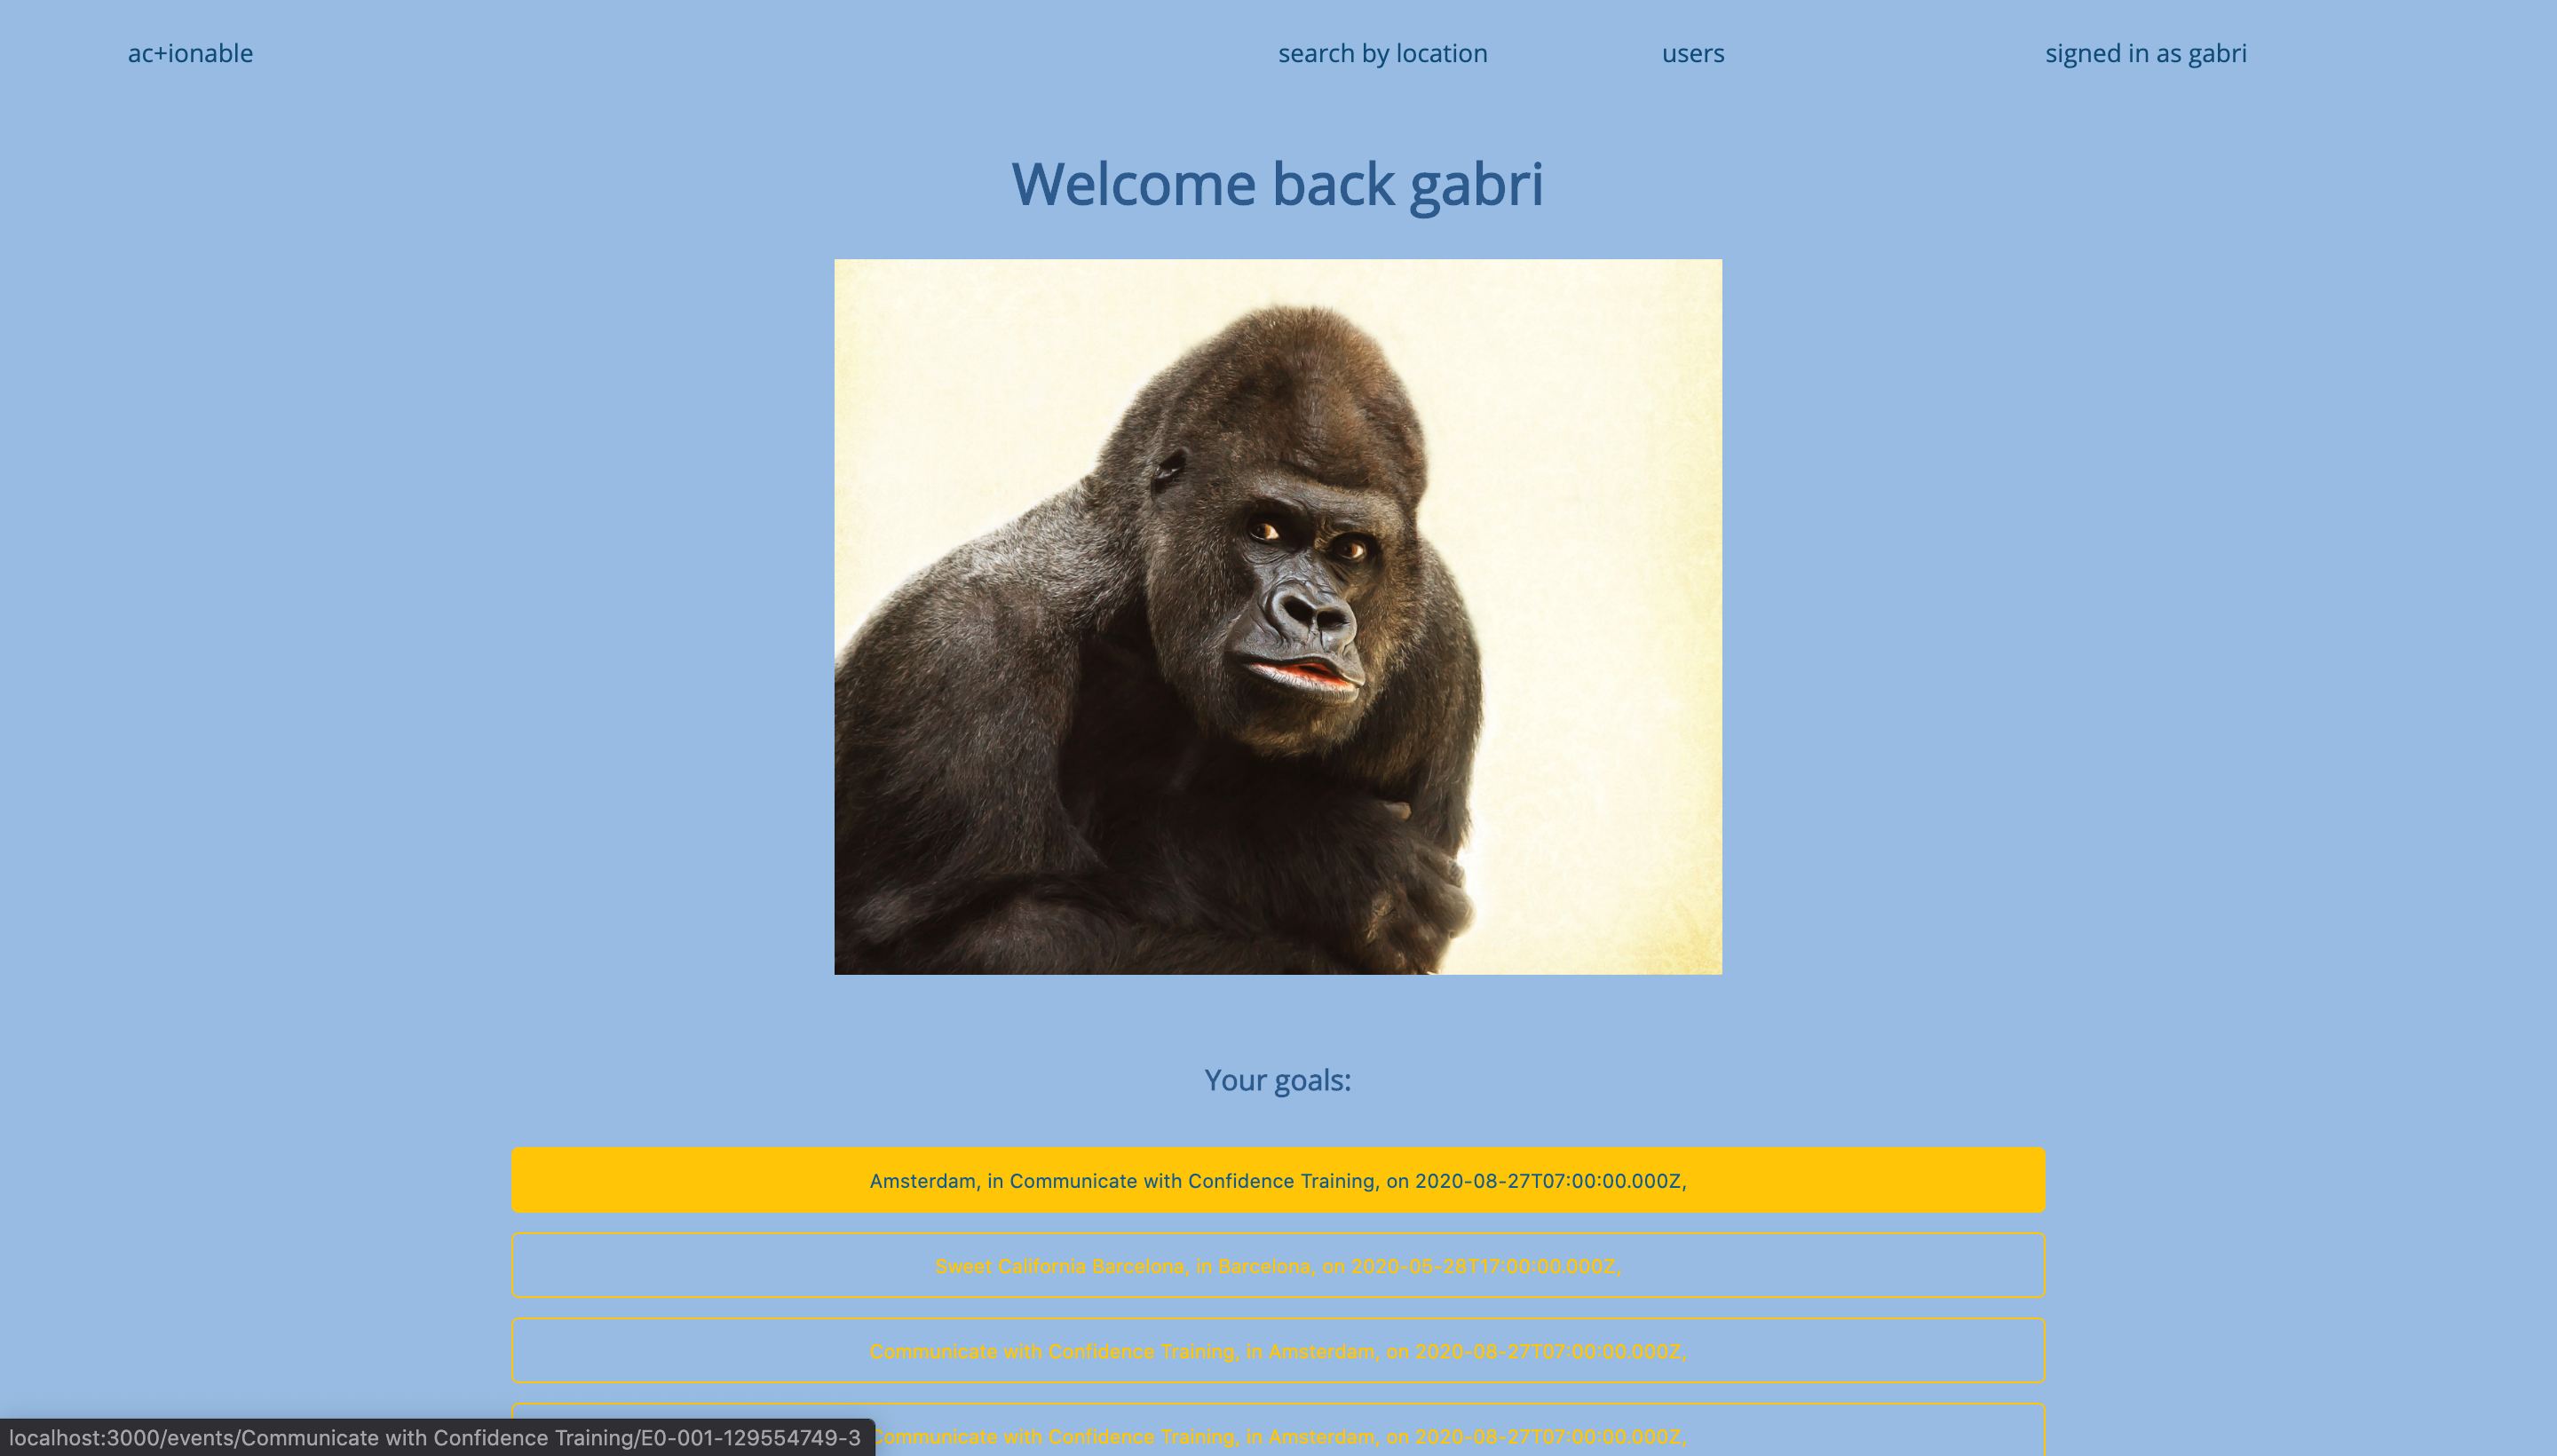 ac+ionable search by location users signed in as gabri
Welcome back gabri
Your goals:
Amsterdam, in Communicate with Confidence Training, on 2020-08-27T07:00:00.000Z,
Sweet California Barcelona, in Barcelona, on 2020-05-28T17:00:00.000Z,
Communicate with Confidence Training, in Amsterdam, on 2020-08-27T07:00:00.000Z,
Communicate with Confidence Training, in Amsterdam, on 2020-08-27T07:00:00.000Z,
localhost:3000/events/Communicate with Confidence Training/E0-001-129554749-3